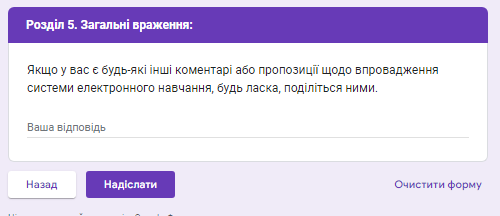 Розділ 5. Загальні враження:
Якщо у вас є будь-які інші коментарі або пропозиції щодо впровадження
системи електронного навчання, будь ласка, поділіться ними.
Ваша відповідь
Назад
Надіслати
Очистити форму